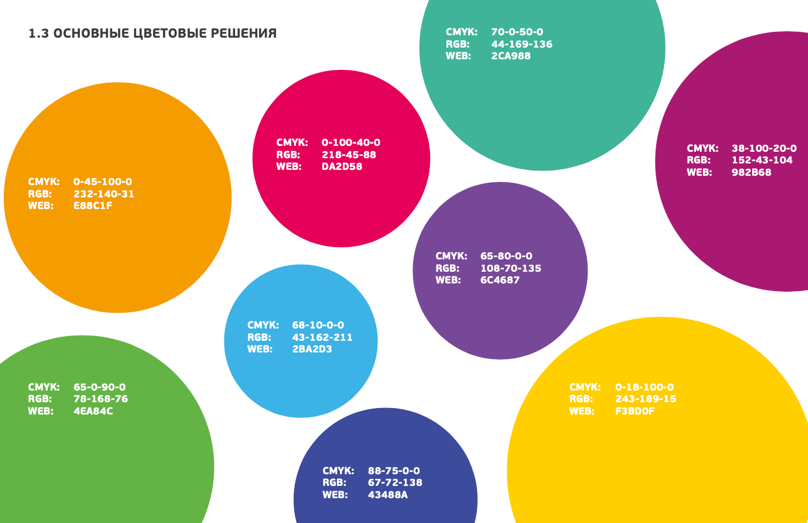 1.3 ОСНОВНЫЕ ЦВЕТОВЫЕ РЕШЕНИЯ
CMYK: 70-0-50-0
RGB: 44-169-136
WEB: 2CA988
CMYK: 0-100-40-0
RGB: 218-45-88
WEB: DA2D58
CMYK: 38-100-20-0
RGB: 152-43-104
WEB: 982B68
CMYK: 0-45-100-0
RGB: 232-140-31
WEB: E88C1F
CMYK: 65-80-0-0
RGB: 108-70-135
WEB: 6C4687
CMYK: 68-10-0-0
RGB: 43-162-211
WEB: 2BA2D3
CMYK: 65-0-90-0
RGB: 78-168-76
WEB: 4EA84C
CMYK: 0-18-100-0
RGB: 243-189-15
WEB: F3BD0F
CMYK: 88-75-0-0
RGB: 67-72-138
WEB: 43488A